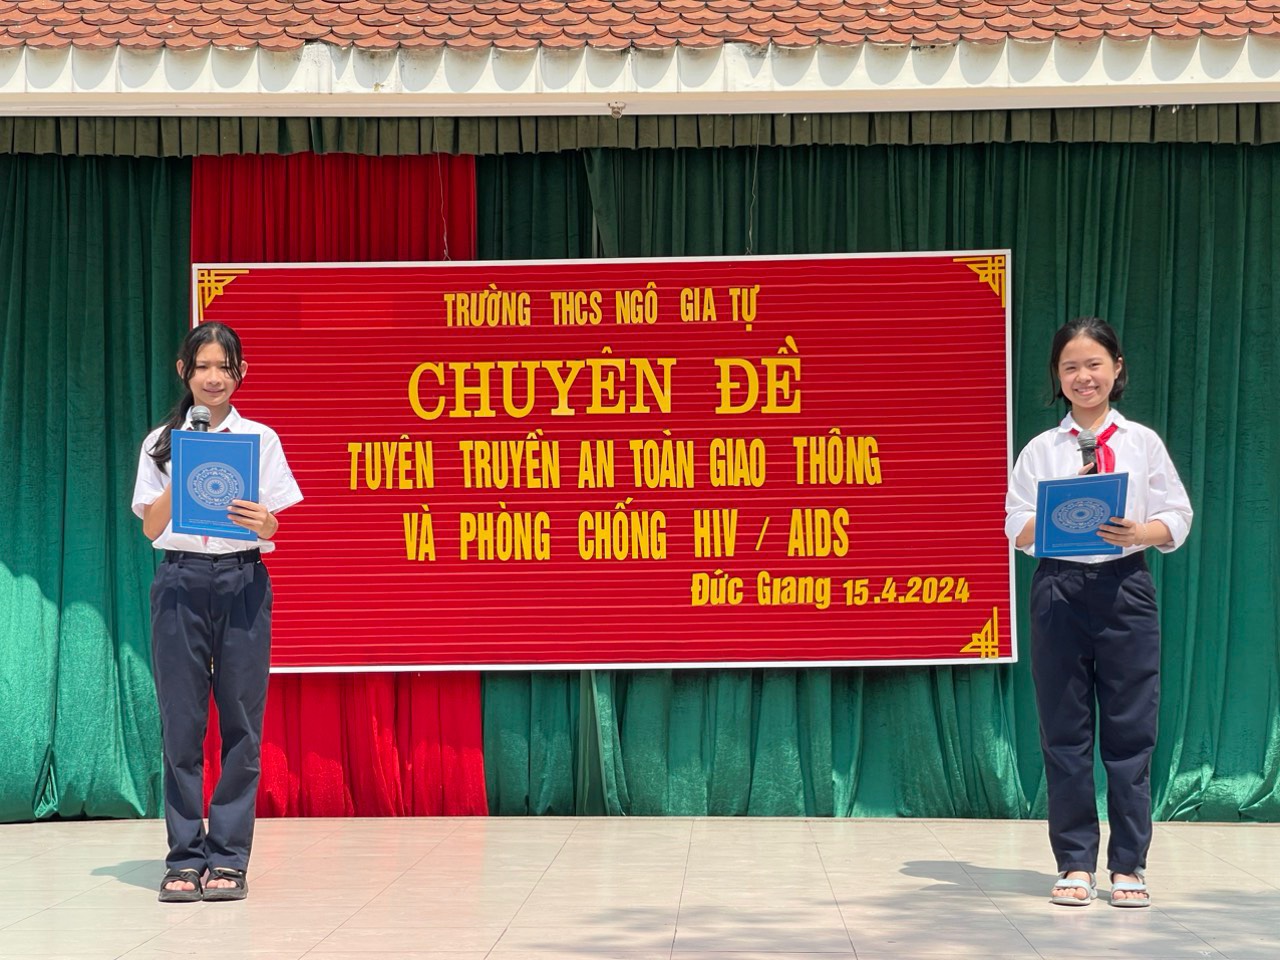 TRƯỜNG THCS NGÔ GIA TỰ
CHUYÊN ĐỀ
TUYÊN TRUYỀN AN TOÀN GIAO THÔNG
VÀ PHÒNG CHỐNG HIV / AIDS
Đức Giang 15.4.2024